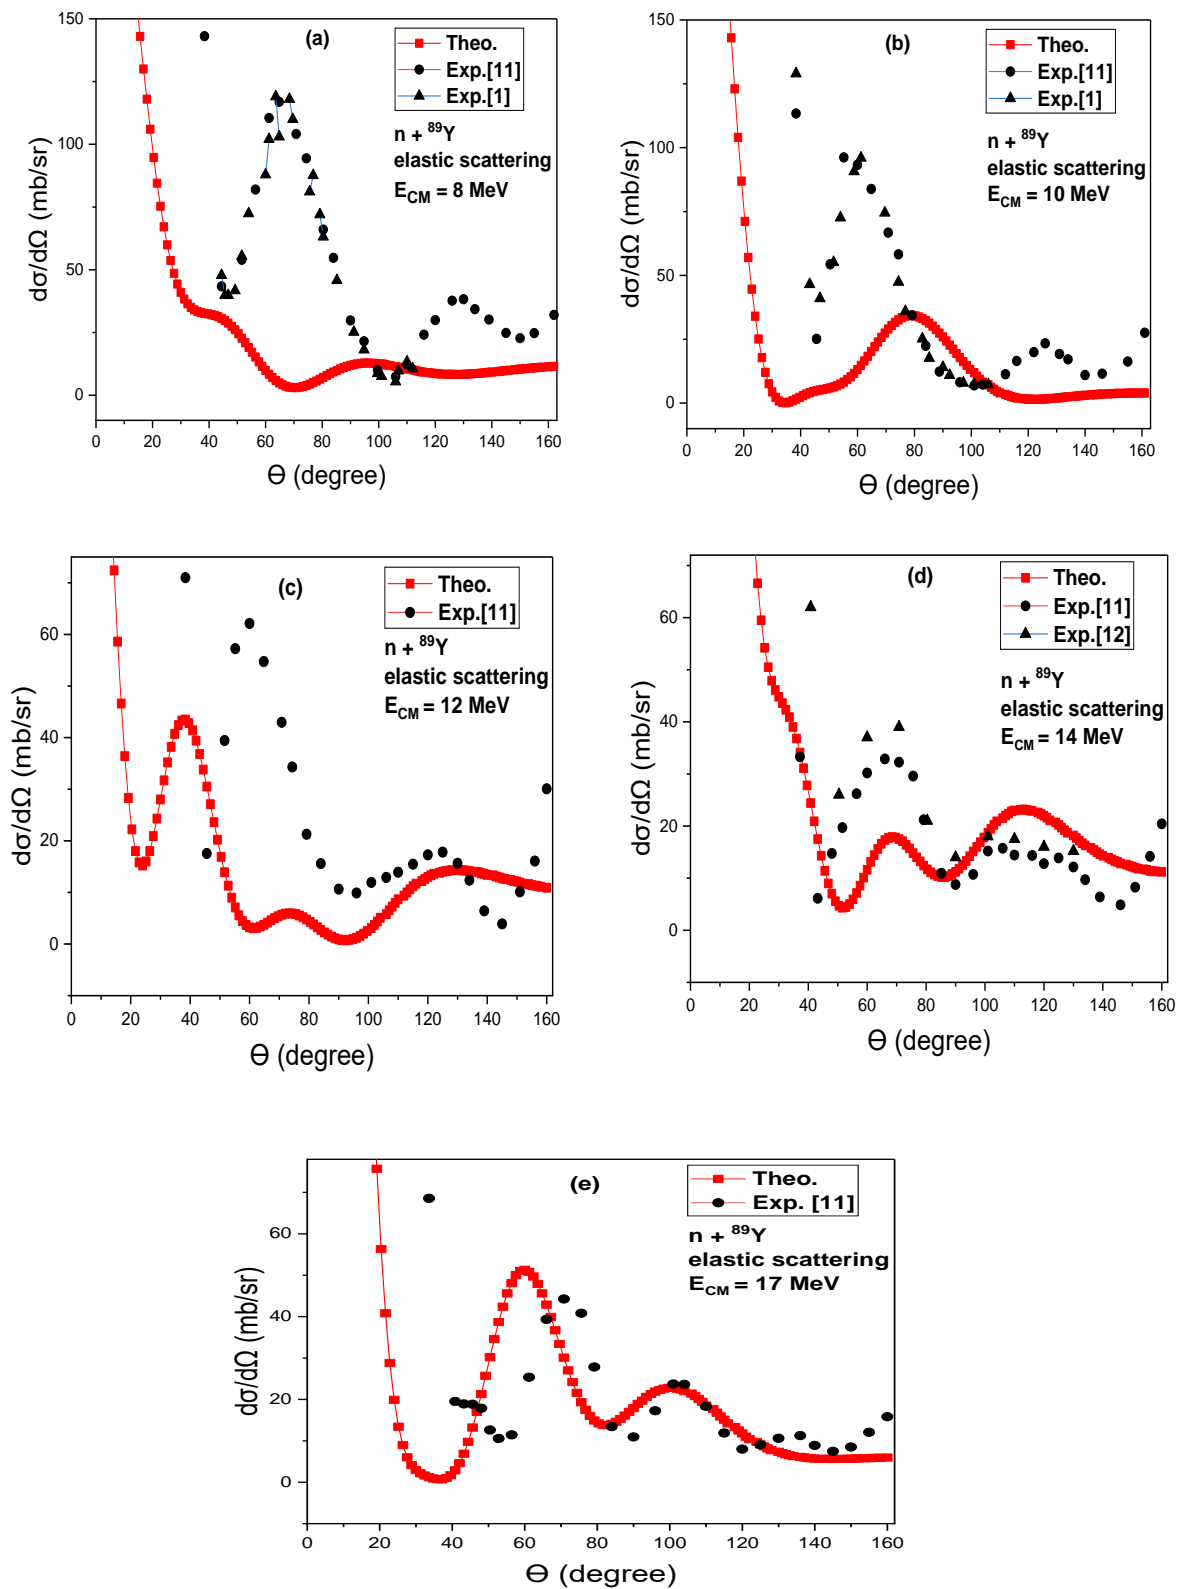 (a)
Theo.
Exp.[11]
Exp.[1]
n + ⁸⁹Y
elastic scattering
E_CM = 8 MeV
dσ/dΩ (mb/sr)
150
100
50
0
0 20 40 60 80 100 120 140 160
Θ (degree)
(b)
Theo.
Exp.[11]
Exp.[1]
n + ⁸⁹Y
elastic scattering
E_CM = 10 MeV
dσ/dΩ (mb/sr)
150
100
50
0
0 20 40 60 80 100 120 140 160
Θ (degree)
(c)
Theo.
Exp.[11]
n + ⁸⁹Y
elastic scattering
E_CM = 12 MeV
dσ/dΩ (mb/sr)
60
40
20
0
0 20 40 60 80 100 120 140 160
Θ (degree)
(d)
Theo.
Exp.[11]
Exp.[12]
n + ⁸⁹Y
elastic scattering
E_CM = 14 MeV
dσ/dΩ (mb/sr)
60
40
20
0
0 20 40 60 80 100 120 140 160
Θ (degree)
(e)
Theo.
Exp. [11]
n + ⁸⁹Y
elastic scattering
E_CM = 17 MeV
dσ/dΩ (mb/sr)
60
40
20
0
0 20 40 60 80 100 120 140 160
Θ (degree)